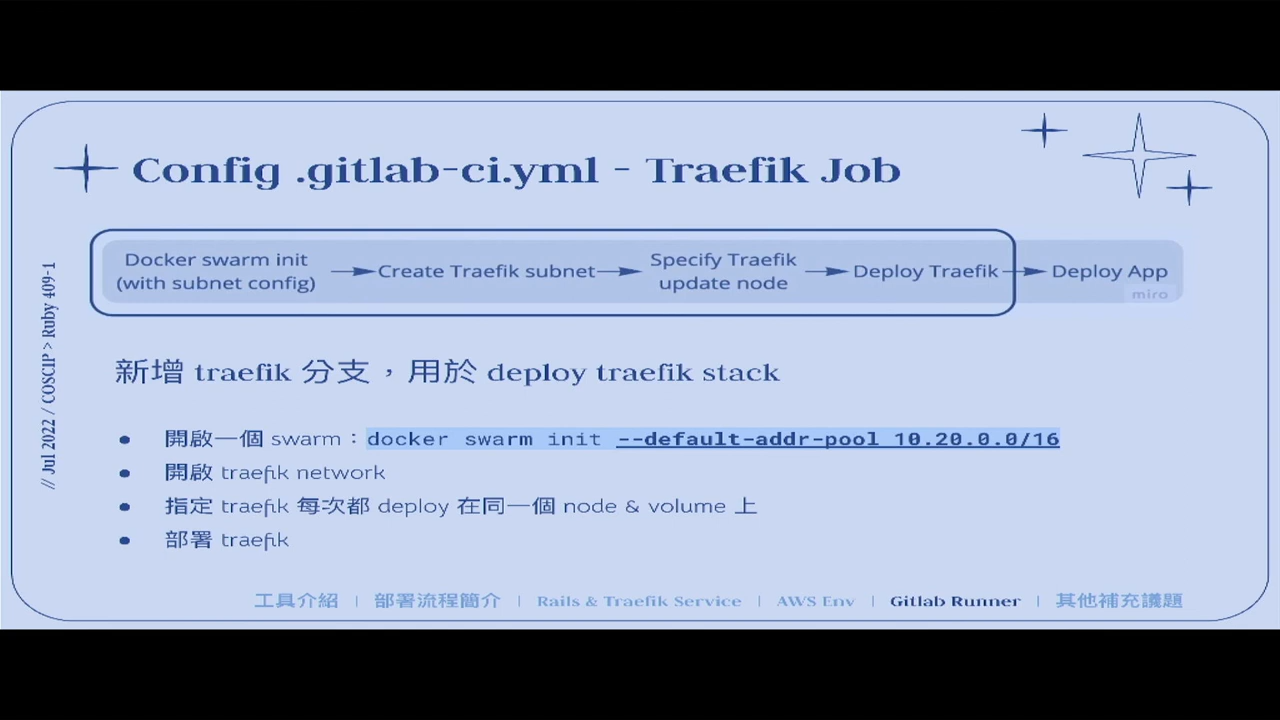 Config .gitlab-ci.yml - Traefik Job
Docker swarm init
(with subnet config)
Create Traefik subnet
Specify Traefik
update node
Deploy Traefik
Deploy App
miro
// Jul 2022 / COSCIP > Ruby 409-1
新增 traefik 分支，用於 deploy traefik stack
• 開啟一個 swarm：docker swarm init --default-addr-pool 10.20.0.0/16
• 開啟 traefik network
• 指定 traefik 每次都 deploy 在同一個 node & volume 上
• 部署 traefik
工具介紹 | 部署流程簡介 | Rails & Traefik Service | AWS Env | Gitlab Runner | 其他補充議題